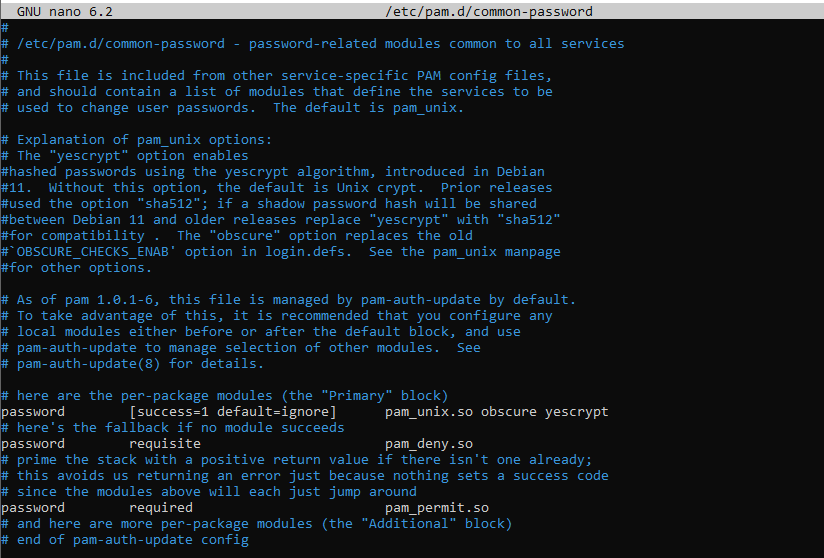 GNU nano 6.2 /etc/pam.d/common-password
#
# /etc/pam.d/common-password - password-related modules common to all services
#
# This file is included from other service-specific PAM config files,
# and should contain a list of modules that define the services to be
# used to change user passwords.  The default is pam_unix.

# Explanation of pam_unix options:
# The "yescrypt" option enables
#hashed passwords using the yescrypt algorithm, introduced in Debian
#11.  Without this option, the default is Unix crypt.  Prior releases
#used the option "sha512"; if a shadow password hash will be shared
#between Debian 11 and older releases replace "yescrypt" with "sha512"
#for compatibility .  The "obscure" option replaces the old
#`OBSCURE_CHECKS_ENAB' option in login.defs.  See the pam_unix manpage
#for other options.

# As of pam 1.0.1-6, this file is managed by pam-auth-update by default.
# To take advantage of this, it is recommended that you configure any
# local modules either before or after the default block, and use
# pam-auth-update to manage selection of other modules.  See
# pam-auth-update(8) for details.

# here are the per-package modules (the "Primary" block)
password        [success=1 default=ignore]      pam_unix.so obscure yescrypt
# here's the fallback if no module succeeds
password        requisite                       pam_deny.so
# prime the stack with a positive return value if there isn't one already;
# this avoids us returning an error just because nothing sets a success code
# since the modules above will each just jump around
password        required                        pam_permit.so
# and here are more per-package modules (the "Additional" block)
# end of pam-auth-update config